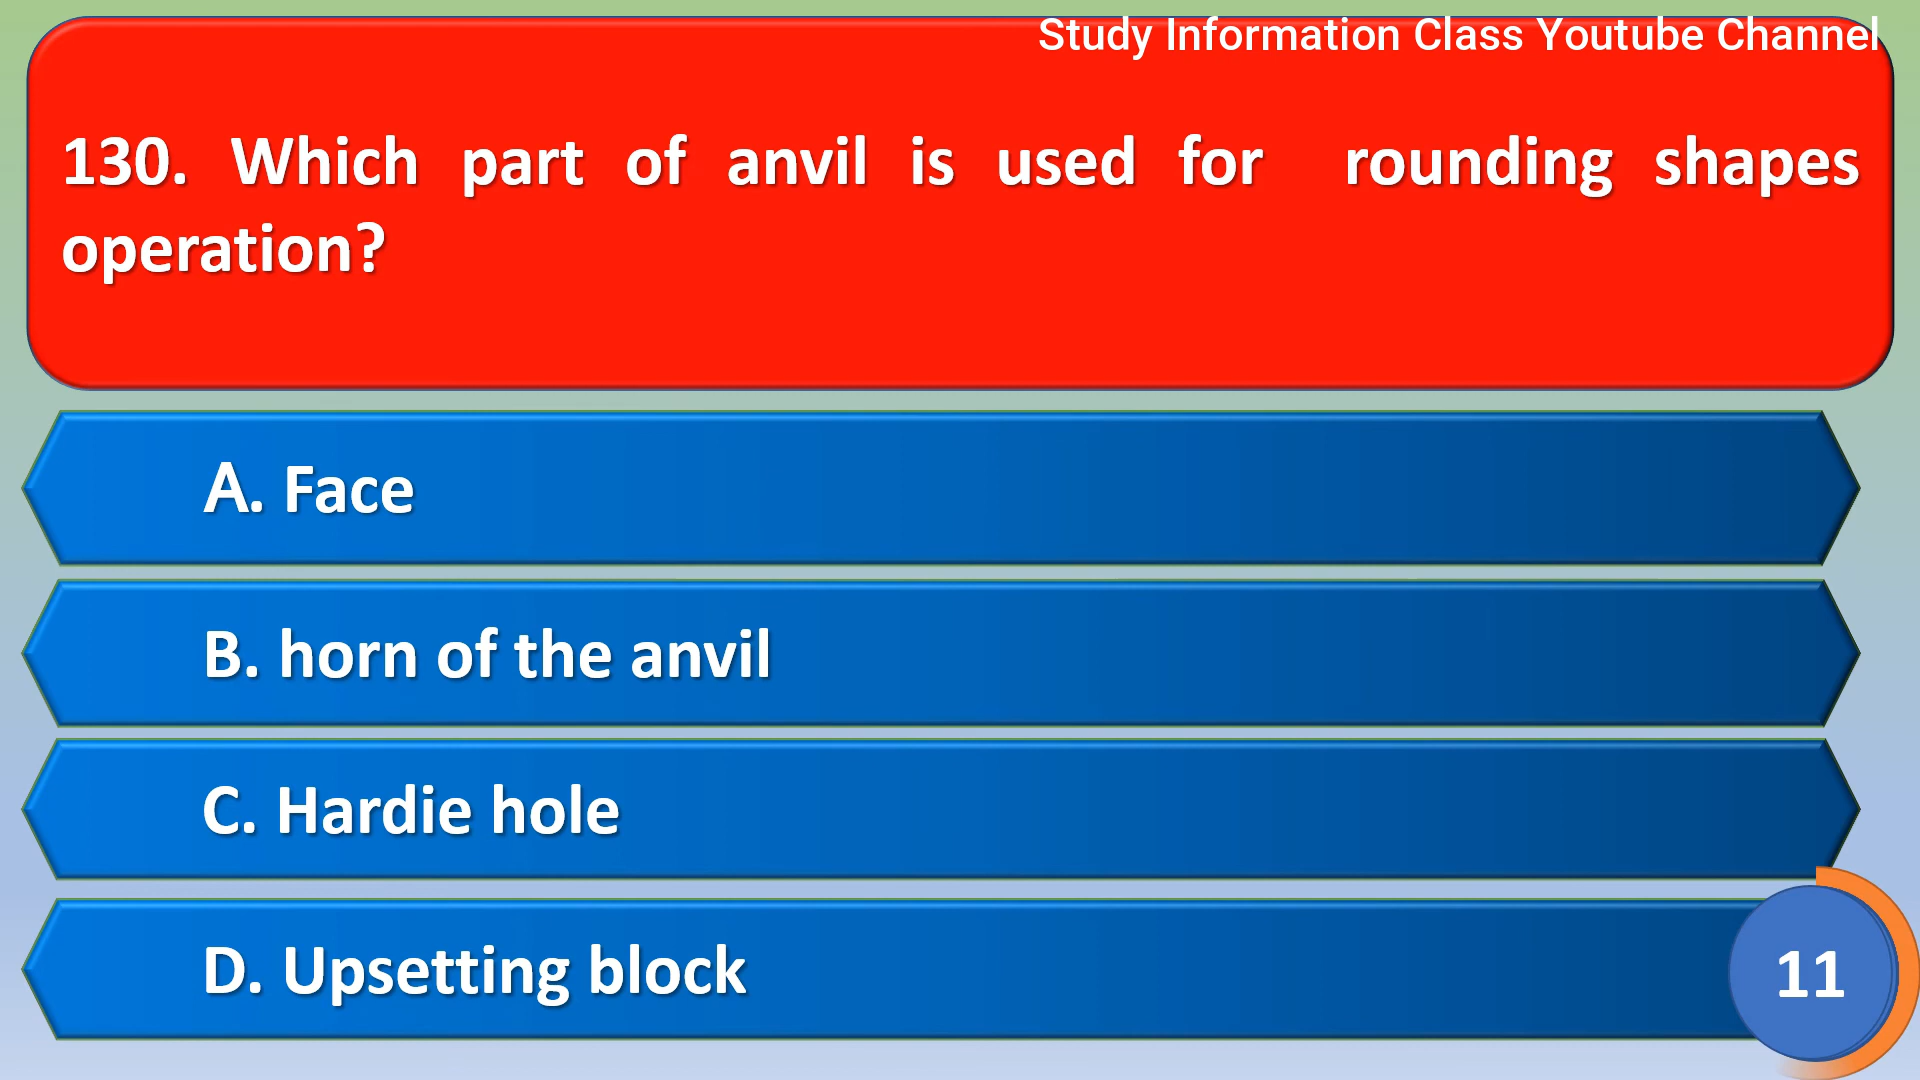 Study Information Class Youtube Channel
130. Which part of anvil is used for rounding shapes
operation?
A. Face
B. horn of the anvil
C. Hardie hole
D. Upsetting block
11